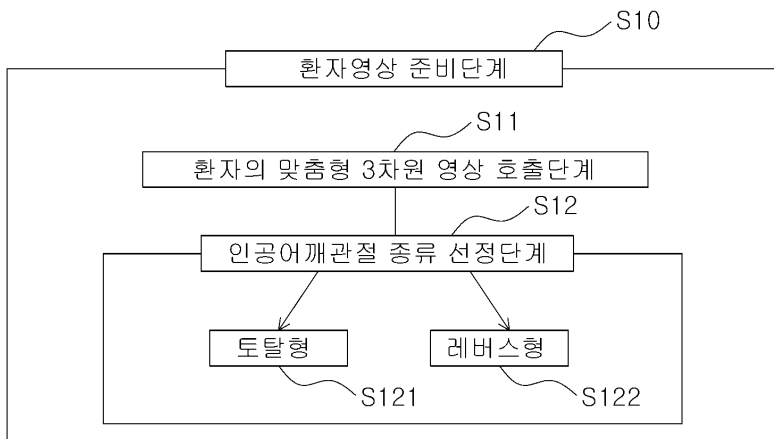 S10
환자영상 준비단계
S11
환자의 맞춤형 3차원 영상 호출단계
S12
인공어깨관절 종류 선정단계
토탈형
레버스형
S121
S122